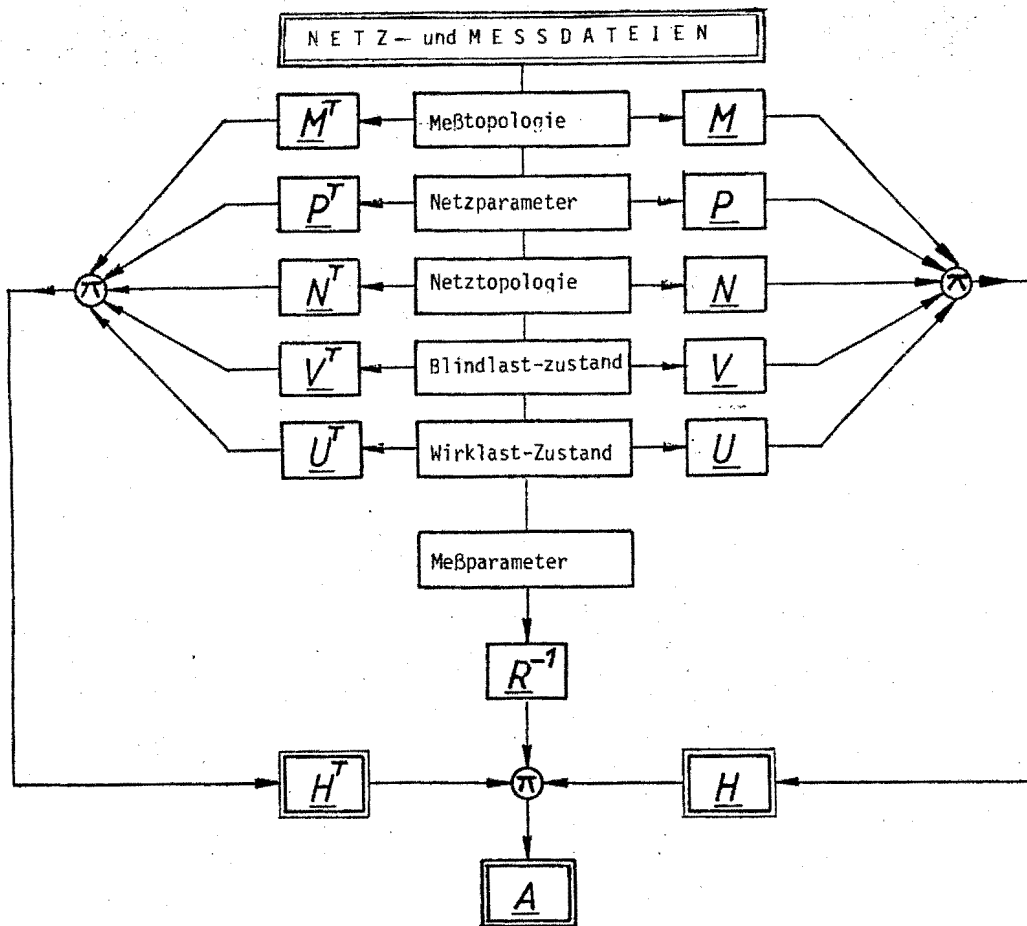 NETZ- und MESSDATEIEN
M^T Meßtopologie M
P^T Netzparameter P
π N^T Netztopologie N π
V^T Blindlast-zustand V
U^T Wirklast-Zustand U
Meßparameter
R^-1
H^T π H
A